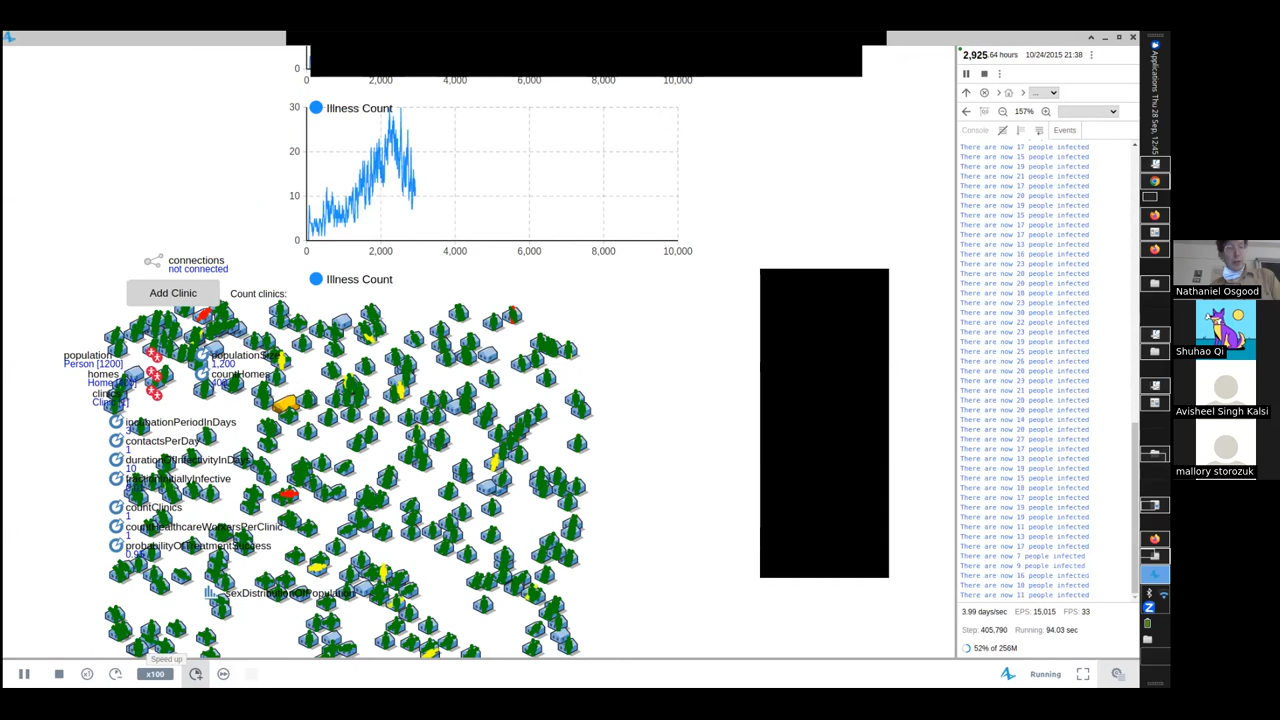 0
2,000
4,000
6,000
8,000
10,000
30
Illness Count
20
10
0
0
2,000
4,000
6,000
8,000
10,000
Illness Count
connections
not connected
Add Clinic
Count clinics:
population
Person [1200]
populationSize
1,200
homes
countHomes
clinics
incubationPeriodInDays
contactsPerDay
1
durationOfInfectivityInDays
10
fractionInitiallyInfective
countClinics
1
countHealthcareWorkersPerClinic
1
probabilityOfTreatmentSuccess
sexDistributionOfPopulation
Speed up
x1
x100
Running
2,925.64 hours 10/24/2015 21:38
...
157%
Console
Events
There are now 17 people infected
There are now 15 people infected
There are now 19 people infected
There are now 21 people infected
There are now 17 people infected
There are now 20 people infected
There are now 19 people infected
There are now 15 people infected
There are now 17 people infected
There are now 17 people infected
There are now 13 people infected
There are now 16 people infected
There are now 23 people infected
There are now 20 people infected
There are now 20 people infected
There are now 18 people infected
There are now 23 people infected
There are now 30 people infected
There are now 22 people infected
There are now 23 people infected
There are now 19 people infected
There are now 25 people infected
There are now 26 people infected
There are now 20 people infected
There are now 23 people infected
There are now 21 people infected
There are now 20 people infected
There are now 20 people infected
There are now 14 people infected
There are now 20 people infected
There are now 27 people infected
There are now 17 people infected
There are now 13 people infected
There are now 19 people infected
There are now 15 people infected
There are now 18 people infected
There are now 17 people infected
There are now 19 people infected
There are now 19 people infected
There are now 11 people infected
There are now 13 people infected
There are now 17 people infected
There are now 7 people infected
There are now 9 people infected
There are now 16 people infected
There are now 10 people infected
There are now 11 people infected
3.99 days/sec EPS: 15,015 FPS: 33
Step: 405,790 Running: 94.03 sec
52% of 256M
Applications Thu 28 Sep, 12:45
Nathaniel Osgood
Shuhao Qi
Avisheel Singh Kalsi
mallory storozuk